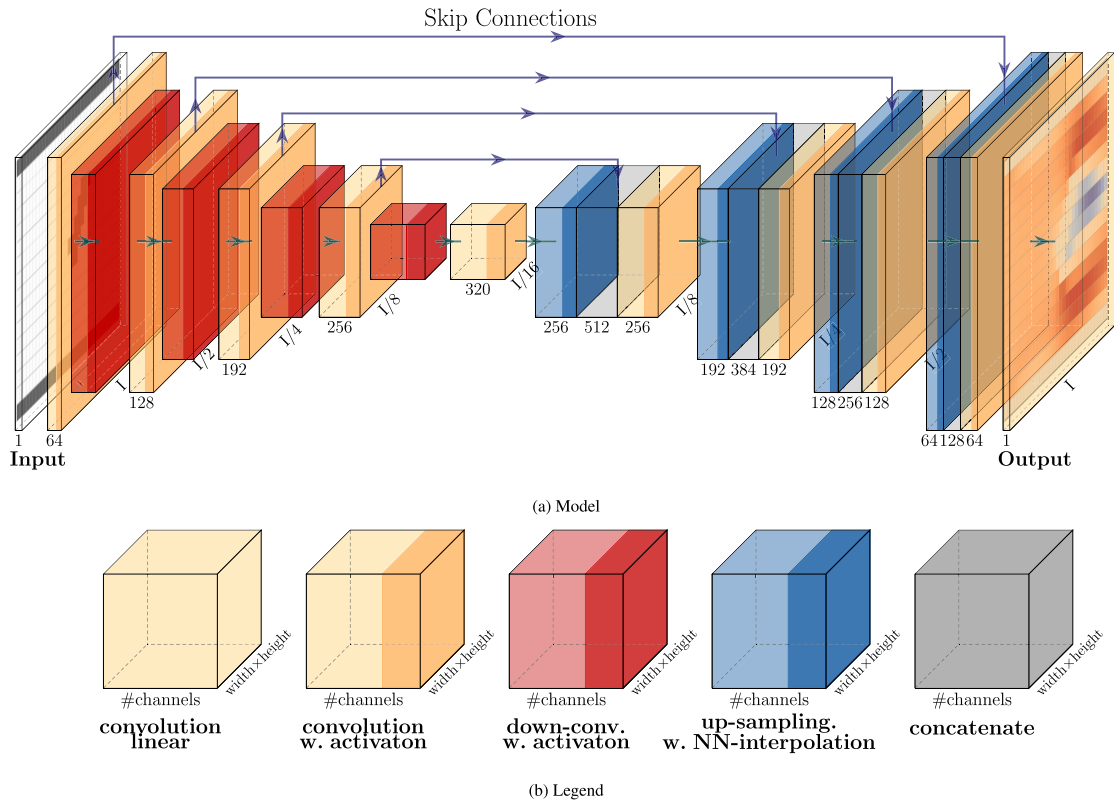 Skip Connections
I
I/2
I/4
I/8
I/16
I/8
I/4
I/2
I
320
256
256
512
256
192
192
384
192
128
128
256
128
1
64
64
128
64
1
Input
Output
(a) Model
width×height
width×height
width×height
width×height
width×height
#channels
#channels
#channels
#channels
#channels
convolution
linear
convolution
w. activaton
down-conv.
w. activaton
up-sampling.
w. NN-interpolation
concatenate
(b) Legend